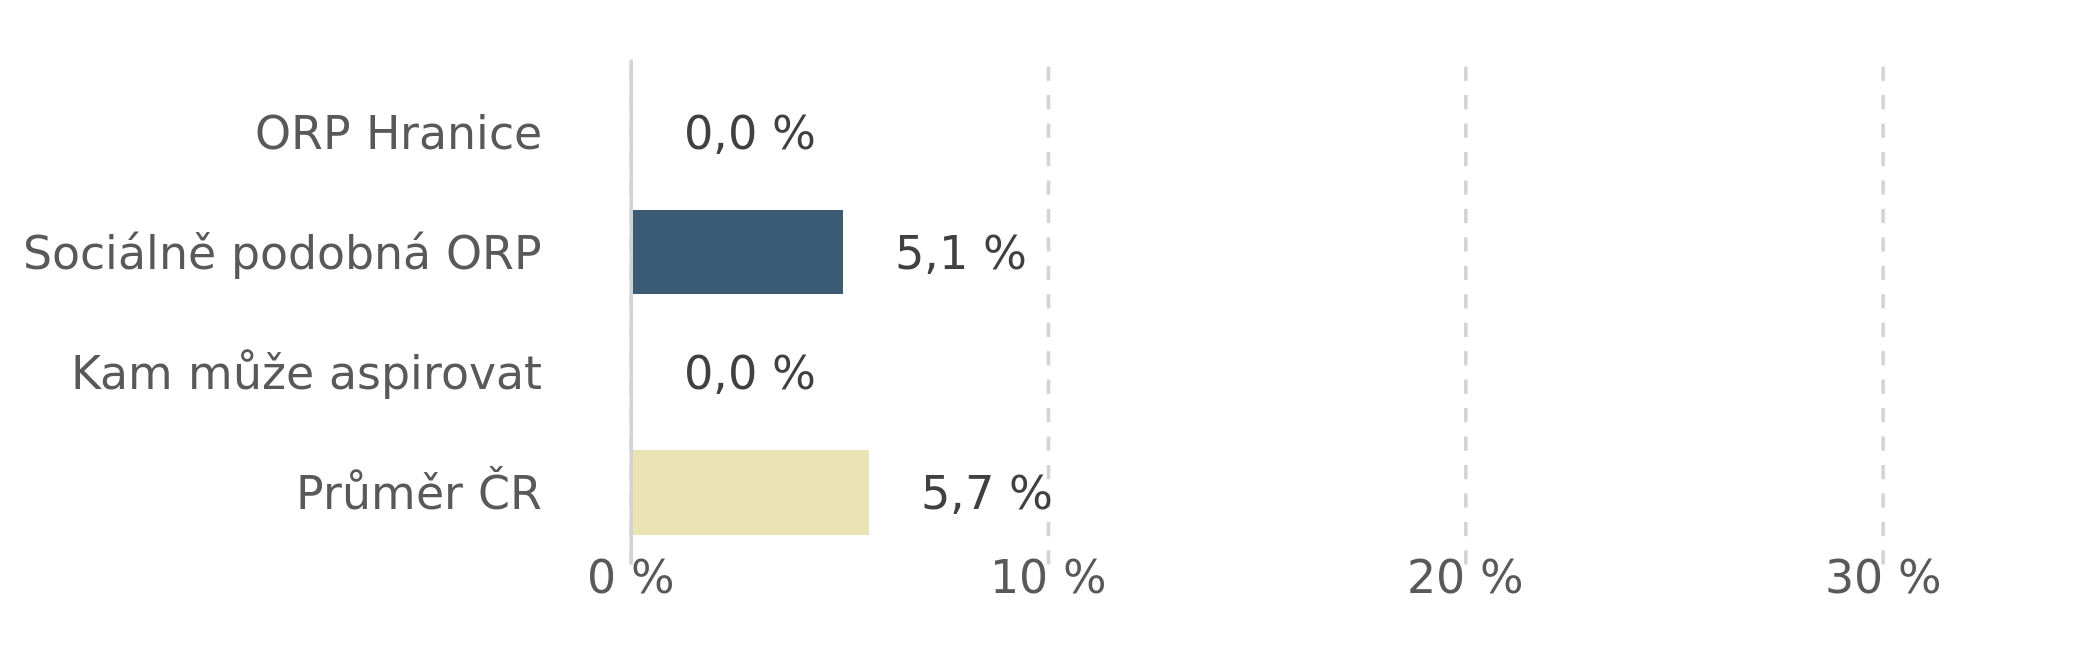 ORP Hranice 0,0 %
Sociálně podobná ORP 5,1 %
Kam může aspirovat 0,0 %
Průměr ČR 5,7 %
0 % 10 % 20 % 30 %